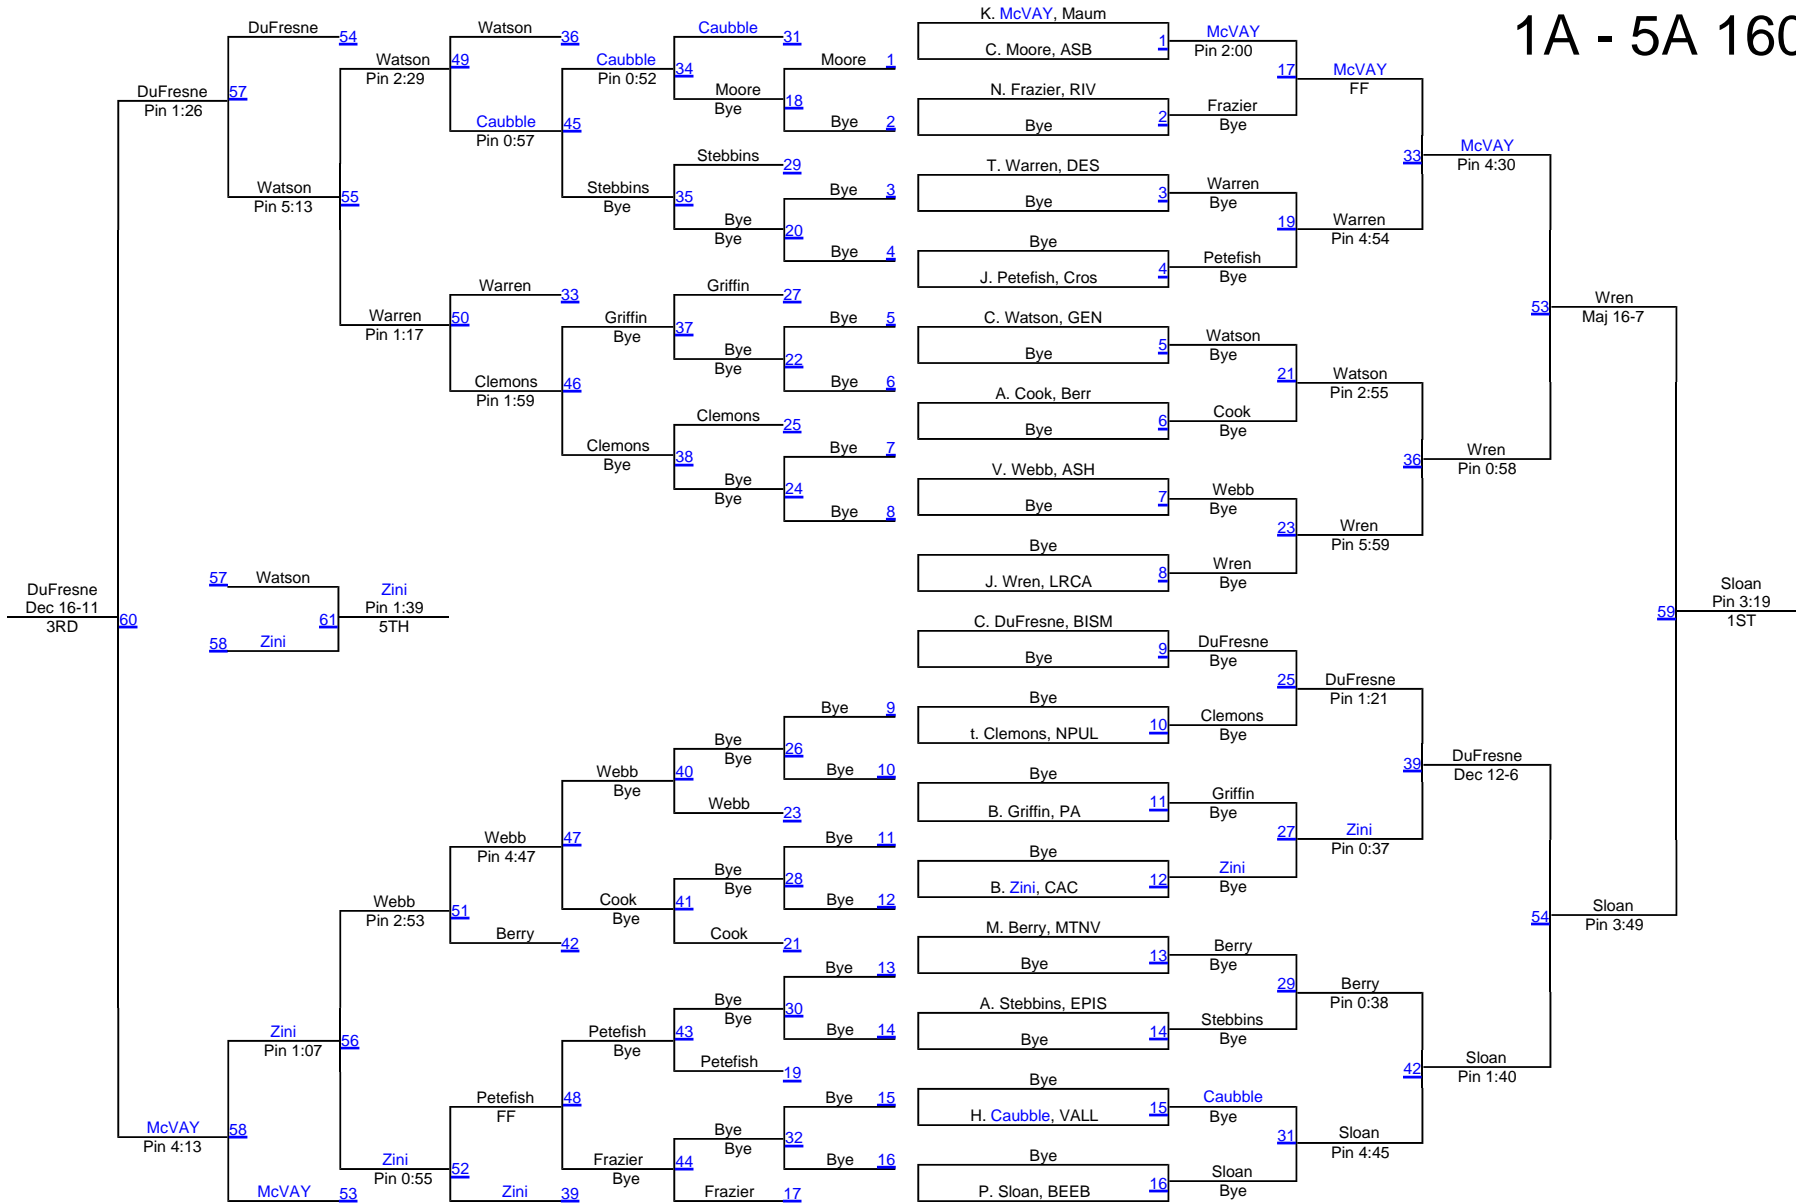 1A - 5A 160
K. McVAY, Maum
C. Moore, ASB
1
McVAY
Pin 2:00
N. Frazier, RIV
Bye
2
Frazier
Bye
17
McVAY
FF
T. Warren, DES
Bye
3
Warren
Bye
Bye
J. Petefish, Cros
4
Petefish
Bye
19
Warren
Pin 4:54
33
McVAY
Pin 4:30
C. Watson, GEN
Bye
5
Watson
Bye
A. Cook, Berr
Bye
6
Cook
Bye
21
Watson
Pin 2:55
V. Webb, ASH
Bye
7
Webb
Bye
Bye
J. Wren, LRCA
8
Wren
Bye
23
Wren
Pin 5:59
36
Wren
Pin 0:58
53
Wren
Maj 16-7
C. DuFresne, BISM
Bye
9
DuFresne
Bye
Bye
t. Clemons, NPUL
10
Clemons
Bye
25
DuFresne
Pin 1:21
Bye
B. Griffin, PA
11
Griffin
Bye
Bye
B. Zini, CAC
12
Zini
Bye
27
Zini
Pin 0:37
39
DuFresne
Dec 12-6
M. Berry, MTNV
Bye
13
Berry
Bye
A. Stebbins, EPIS
Bye
14
Stebbins
Bye
29
Berry
Pin 0:38
Bye
H. Caubble, VALL
15
Caubble
Bye
Bye
P. Sloan, BEEB
16
Sloan
Bye
31
Sloan
Pin 4:45
42
Sloan
Pin 1:40
54
Sloan
Pin 3:49
59
Sloan
Pin 3:19
1ST
Moore 1
Bye 2
18
Moore
Bye
Caubble 31
34
Caubble
Pin 0:52
Bye 3
Bye 4
20
Bye
Bye
Stebbins 29
35
Stebbins
Bye
45
Caubble
Pin 0:57
Watson 36
49
Watson
Pin 2:29
Bye 5
Bye 6
22
Bye
Bye
Griffin 27
37
Griffin
Bye
Bye 7
Bye 8
24
Bye
Bye
Clemons 25
38
Clemons
Bye
46
Clemons
Pin 1:59
Warren 33
50
Warren
Pin 1:17
55
Watson
Pin 5:13
DuFresne 54
57
DuFresne
Pin 1:26
57 Watson
58 Zini
61
Zini
Pin 1:39
5TH
60
DuFresne
Dec 16-11
3RD
Bye 9
Bye 10
26
Bye
Bye
Webb 23
40
Webb
Bye
Bye 11
Bye 12
28
Bye
Bye
Cook 21
41
Cook
Bye
47
Webb
Pin 4:47
Berry 42
51
Webb
Pin 2:53
Bye 13
Bye 14
30
Bye
Bye
Petefish 19
43
Petefish
Bye
Bye 15
Bye 16
32
Bye
Bye
Frazier 17
44
Frazier
Bye
48
Petefish
FF
Zini 39
52
Zini
Pin 0:55
56
Zini
Pin 1:07
McVAY 53
58
McVAY
Pin 4:13